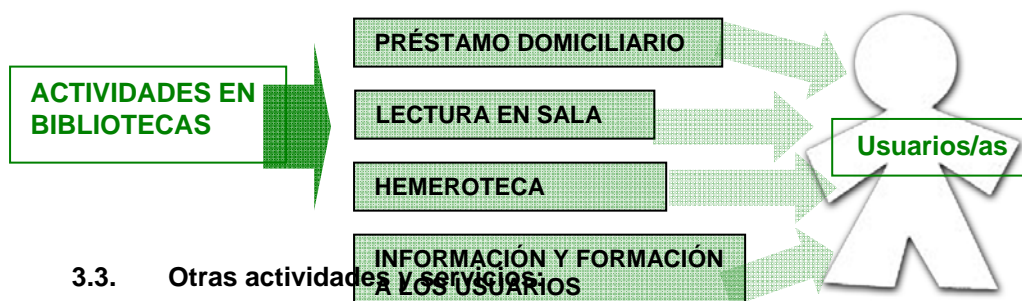 PRÉSTAMO DOMICILIARIO
ACTIVIDADES EN
BIBLIOTECAS
LECTURA EN SALA
Usuarios/as
HEMEROTECA
INFORMACIÓN Y FORMACIÓN
A LOS USUARIOS
3.3. Otras actividades y servicios: